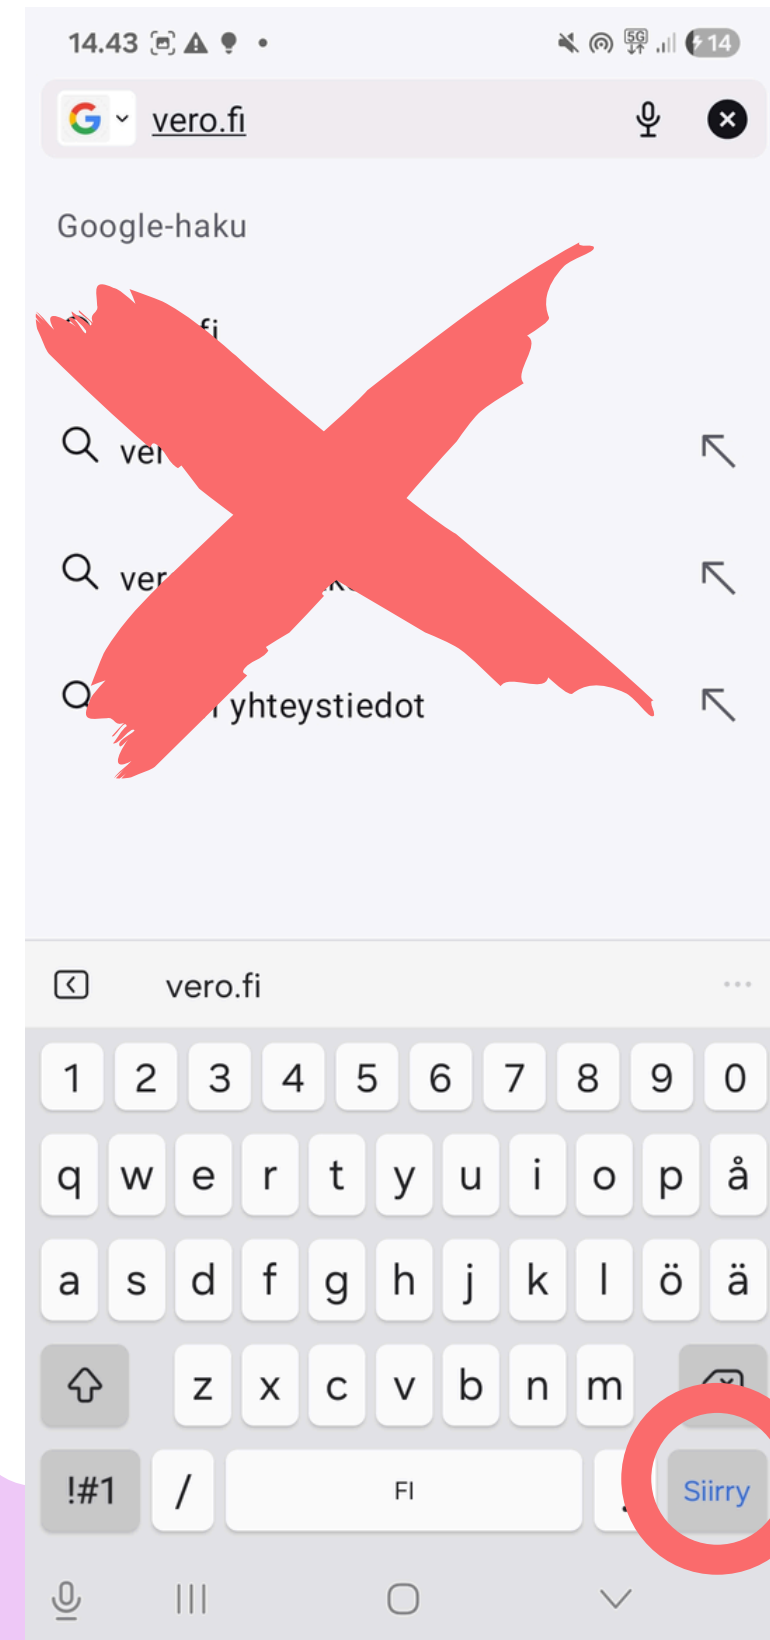 14.43
5G
14
vero.fi
Google-haku
yhteystiedot
vero.fi
1 2 3 4 5 6 7 8 9 0
q w e r t y u i o p å
a s d f g h j k l ö ä
z x c v b n m
!#1 / FI . Siirry